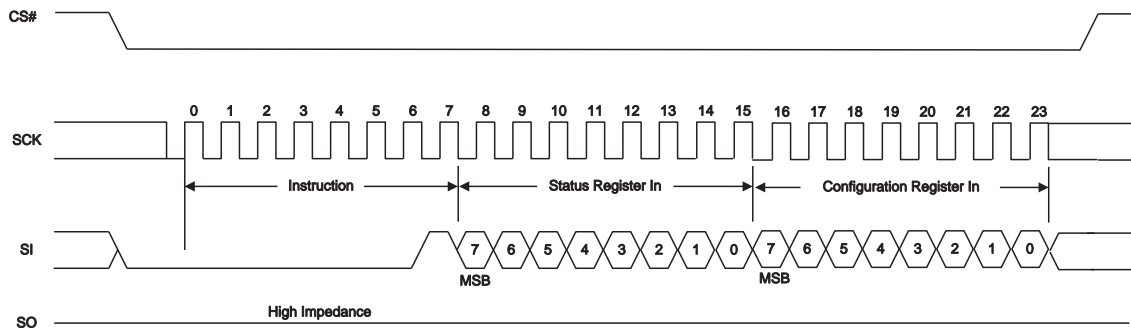 CS#
0 1 2 3 4 5 6 7 8 9 10 11 12 13 14 15 16 17 18 19 20 21 22 23
SCK
Instruction Status Register In Configuration Register In
SI 7 6 5 4 3 2 1 0 7 6 5 4 3 2 1 0
MSB MSB
High Impedance
SO